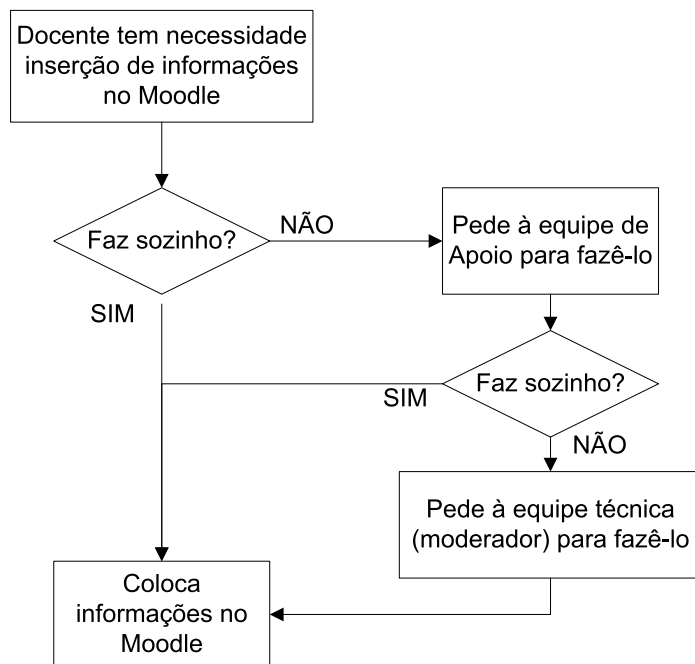 Docente tem necessidade
inserção de informações
no Moodle
Faz sozinho?
NÃO
Pede à equipe de
Apoio para fazê-lo
SIM
Faz sozinho?
SIM
NÃO
Pede à equipe técnica
(moderador) para fazê-lo
Coloca
informações no
Moodle